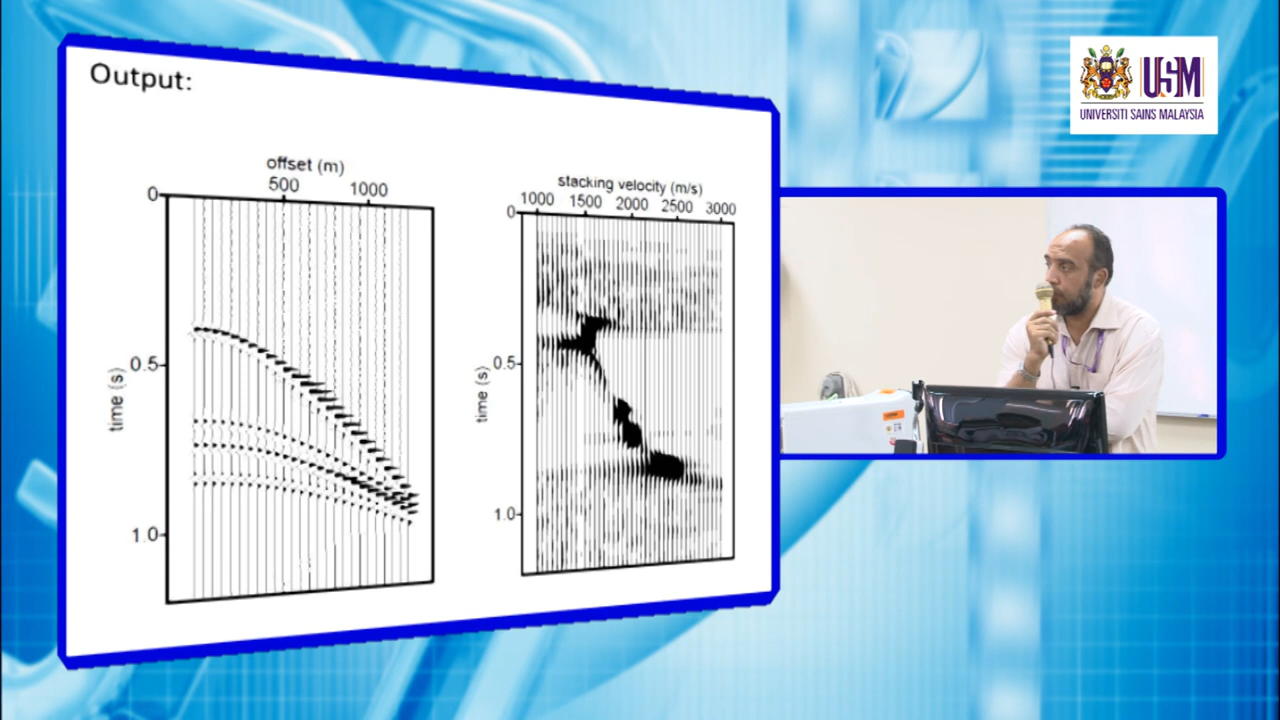 Output:
offset (m)
500 1000
0
0.5
1.0
time (s)
stacking velocity (m/s)
1000 1500 2000 2500 3000
0
0.5
1.0
time (s)
USM
UNIVERSITI SAINS MALAYSIA